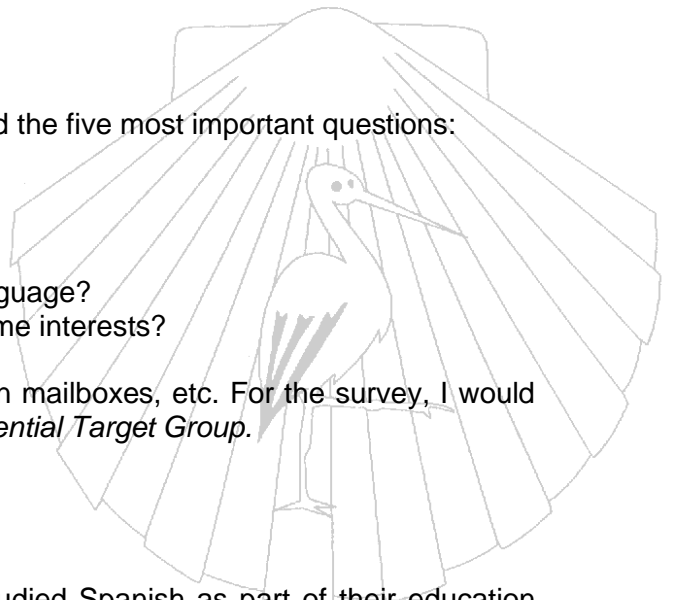 d the five most important questions:
guage?
me interests?
n mailboxes, etc. For the survey, I would
ential Target Group.
udied Spanish as part of their education